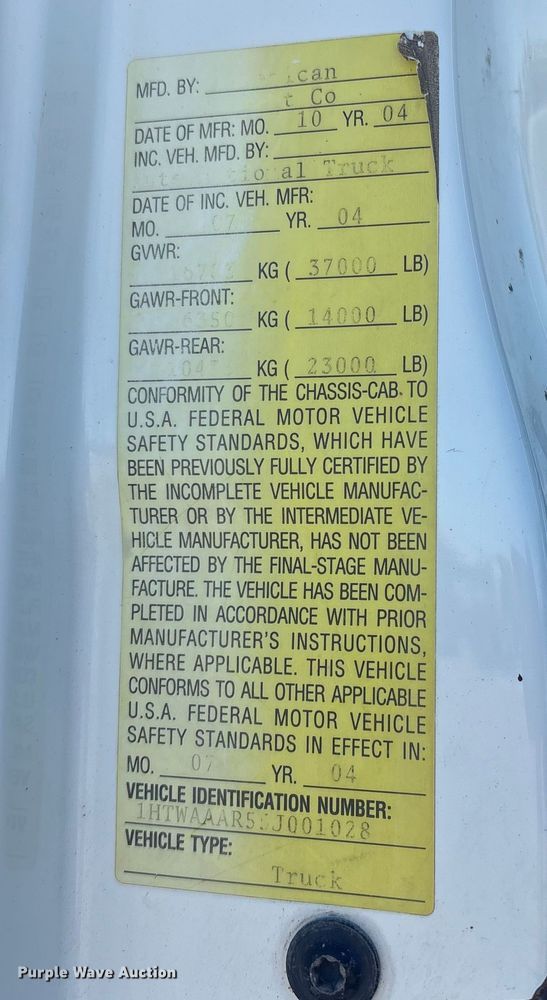 MFD. BY: can
t Co
DATE OF MFR: MO. 10 YR. 04
INC. VEH. MFD. BY:
Truck
DATE OF INC. VEH. MFR:
MO. 07 YR. 04
GVWR:
KG ( 37000 LB)
GAWR-FRONT:
6350 KG ( 14000 LB)
GAWR-REAR:
KG ( 23000 LB)
CONFORMITY OF THE CHASSIS-CAB TO
U.S.A. FEDERAL MOTOR VEHICLE
SAFETY STANDARDS, WHICH HAVE
BEEN PREVIOUSLY FULLY CERTIFIED BY
THE INCOMPLETE VEHICLE MANUFAC-
TURER OR BY THE INTERMEDIATE VE-
HICLE MANUFACTURER, HAS NOT BEEN
AFFECTED BY THE FINAL-STAGE MANU-
FACTURE. THE VEHICLE HAS BEEN COM-
PLETED IN ACCORDANCE WITH PRIOR
MANUFACTURER'S INSTRUCTIONS,
WHERE APPLICABLE. THIS VEHICLE
CONFORMS TO ALL OTHER APPLICABLE
U.S.A. FEDERAL MOTOR VEHICLE
SAFETY STANDARDS IN EFFECT IN:
MO. 07 YR. 04
VEHICLE IDENTIFICATION NUMBER:
VEHICLE TYPE:
Truck
Purple Wave Auction